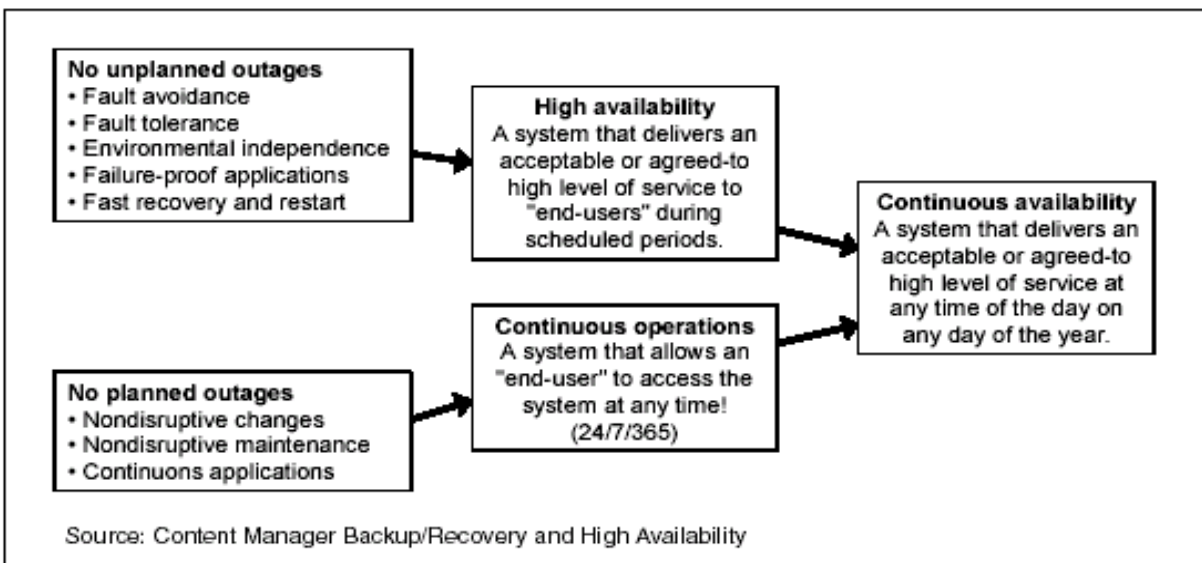 No unplanned outages
• Fault avoidance
• Fault tolerance
• Environmental independence
• Failure-proof applications
• Fast recovery and restart
High availability
A system that delivers an
acceptable or agreed-to
high level of service to
"end-users" during
scheduled periods.
No planned outages
• Nondisruptive changes
• Nondisruptive maintenance
• Continuons applications
Continuous operations
A system that allows an
"end-user" to access the
system at any time!
(24/7/365)
Continuous availability
A system that delivers an
acceptable or agreed-to
high level of service at
any time of the day on
any day of the year.
Source: Content Manager Backup/Recovery and High Availability